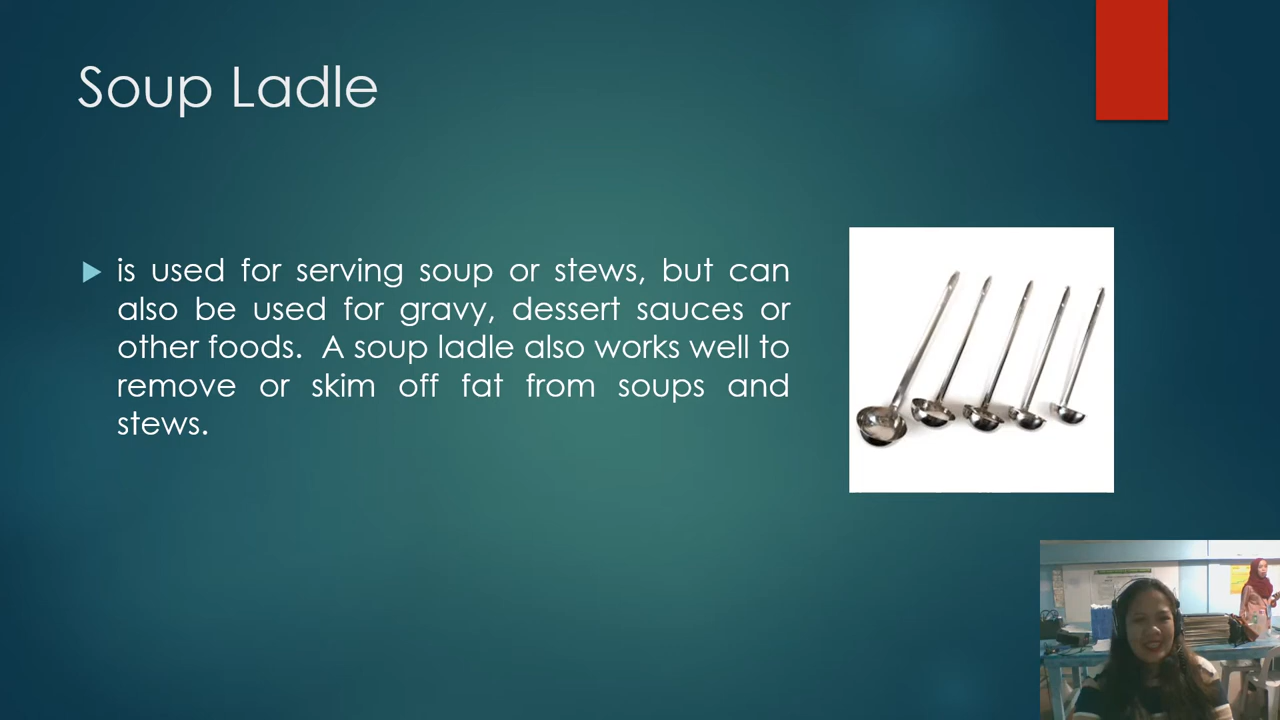 Soup Ladle
is used for serving soup or stews, but can
also be used for gravy, dessert sauces or
other foods. A soup ladle also works well to
remove or skim off fat from soups and
stews.